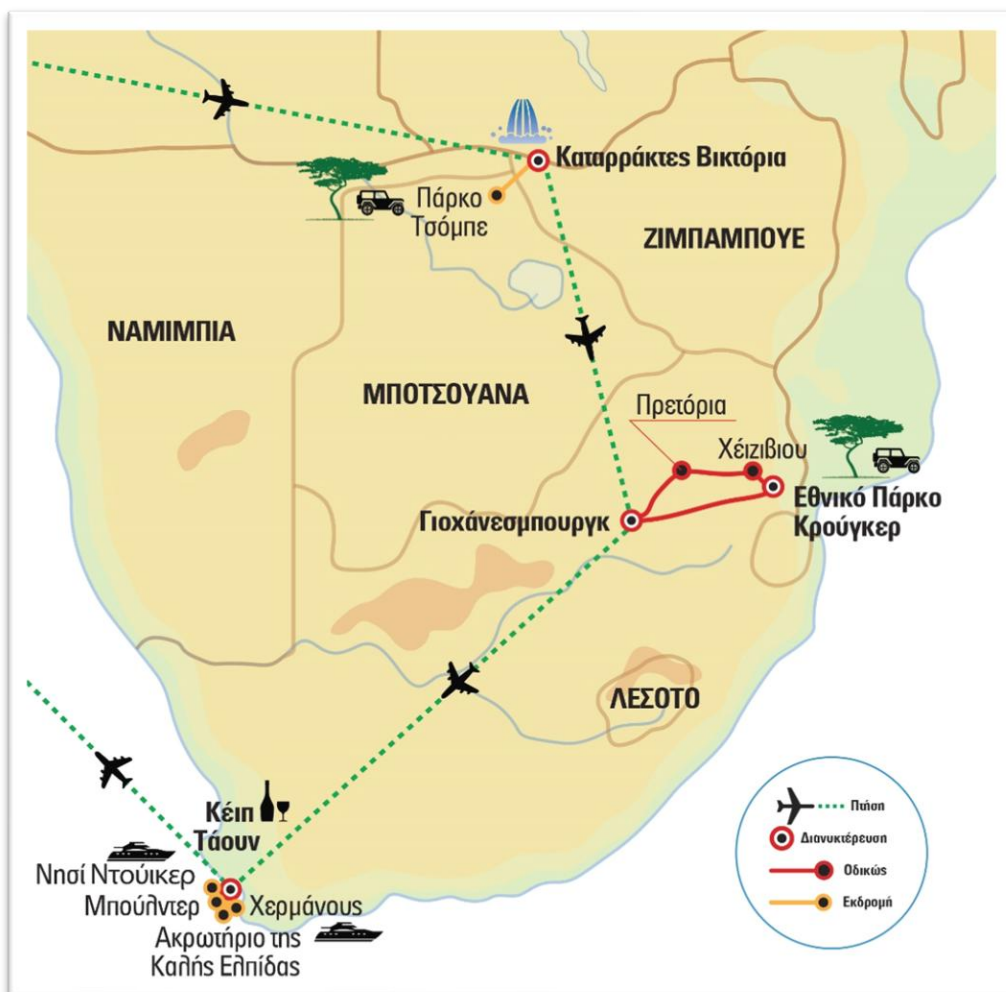 Καταρράκτες Βικτόρια
Πάρκο
Τσόμπε
ΖΙΜΠΑΜΠΟΥΕ
ΝΑΜΙΜΠΙΑ
ΜΠΟΤΣΟΥΑΝΑ
Πρετόρια
Χέιζιβιου
Εθνικό Πάρκο
Κρούγκερ
Γιοχάνεσμπουργκ
ΛΕΣΟΤΟ
Κέιπ
Τάουν
Νησί Ντούικερ
Μπούλντερ
Χερμάνους
Ακρωτήριο της
Καλής Ελπίδας
Πτήση
Διανυκτέρευση
Οδικώς
Εκδρομή